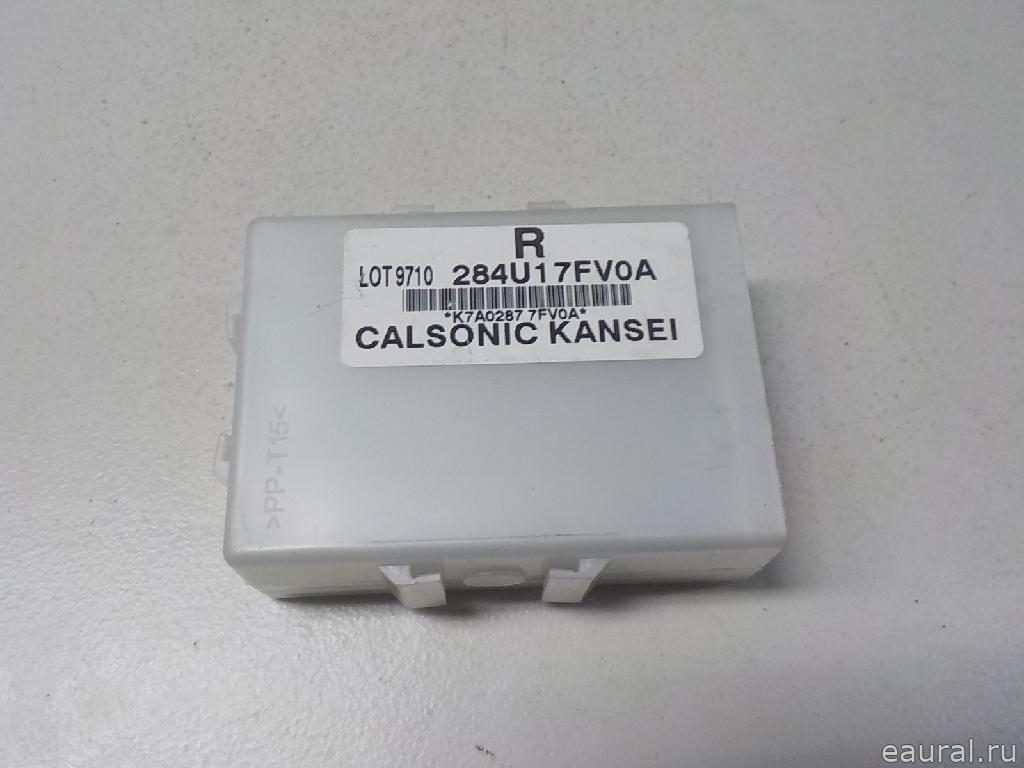 R
LOT 9710 284U17FV0A
*K7A0287 7FV0A*
CALSONIC KANSEI
>PP-T15<
eaural.ru